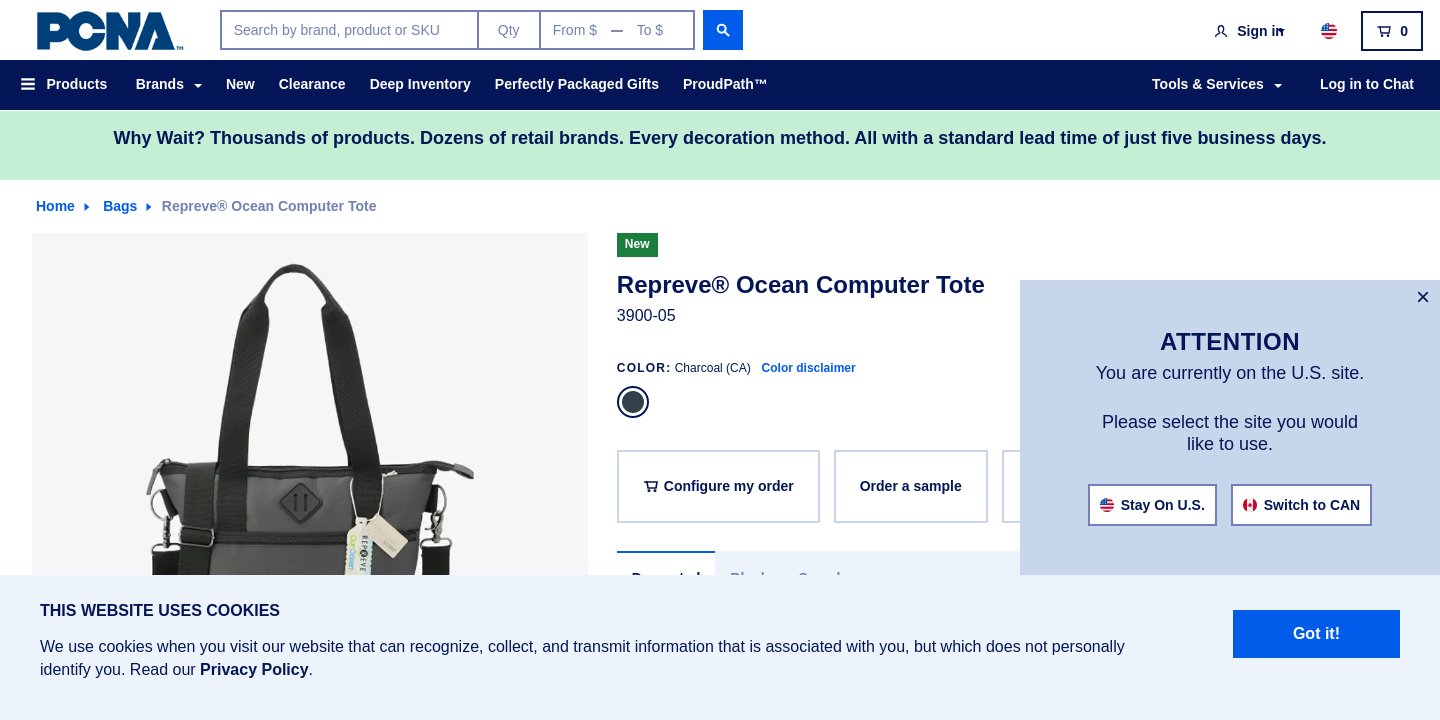 PCNA™
Search by brand, product or SKU
Qty
From $ — To $
Sign in
0
Products
Brands
New
Clearance
Deep Inventory
Perfectly Packaged Gifts
ProudPath™
Tools & Services
Log in to Chat
Why Wait? Thousands of products. Dozens of retail brands. Every decoration method. All with a standard lead time of just five business days.
Home
Bags
Repreve® Ocean Computer Tote
New
Repreve® Ocean Computer Tote
3900-05
COLOR: Charcoal (CA) Color disclaimer
Configure my order
Order a sample
REPREVE
ATTENTION
You are currently on the U.S. site.
Please select the site you would
like to use.
Stay On U.S.
Switch to CAN
THIS WEBSITE USES COOKIES
We use cookies when you visit our website that can recognize, collect, and transmit information that is associated with you, but which does not personally
identify you. Read our Privacy Policy.
Got it!